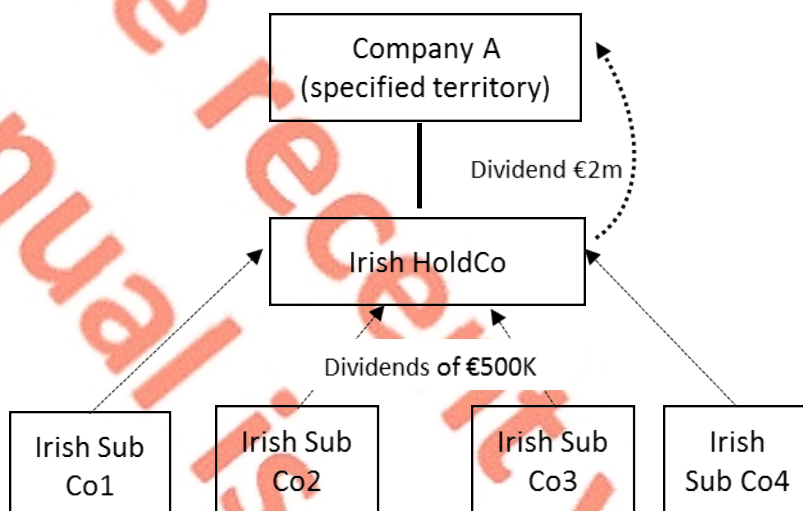 Company A
(specified territory)
Dividend €2m
Irish HoldCo
Dividends of €500K
Irish Sub
Co1
Irish Sub
Co2
Irish Sub
Co3
Irish
Sub Co4